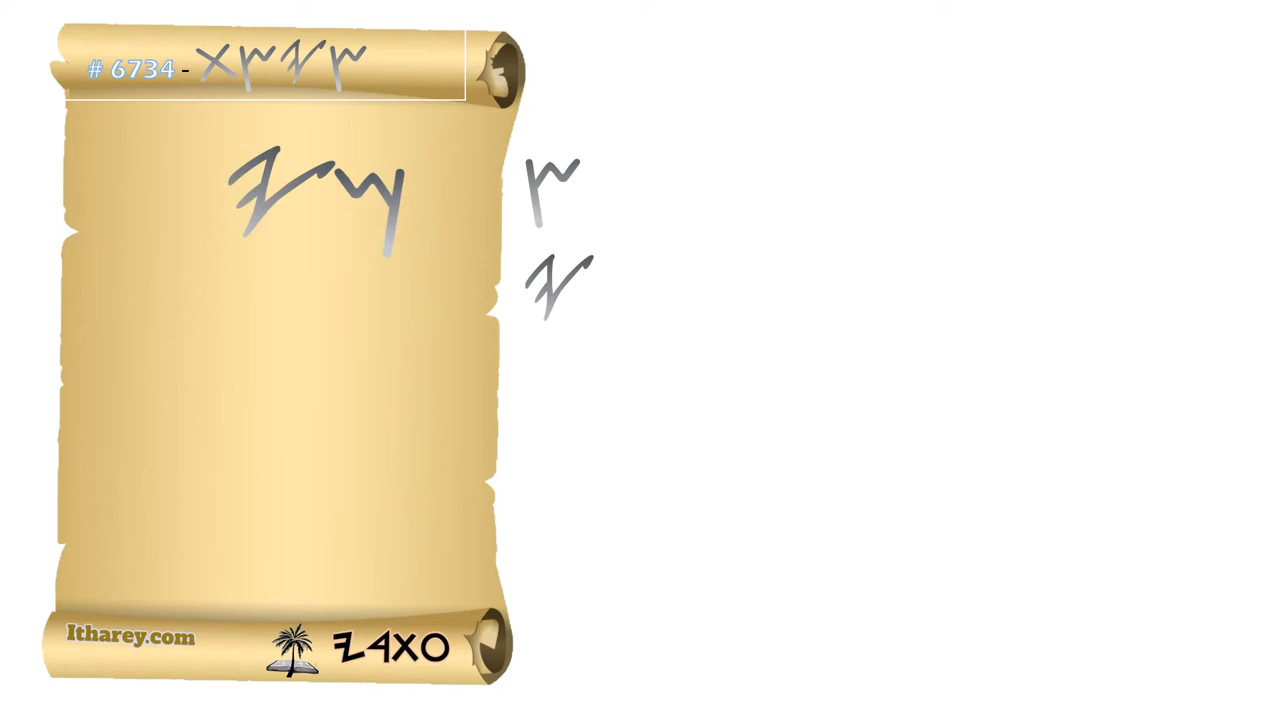 # 6734 - 𐤑𐤉𐤑𐤕
𐤑𐤉
𐤑
𐤉
Itharey.com
𐤏𐤕𐤓𐤉